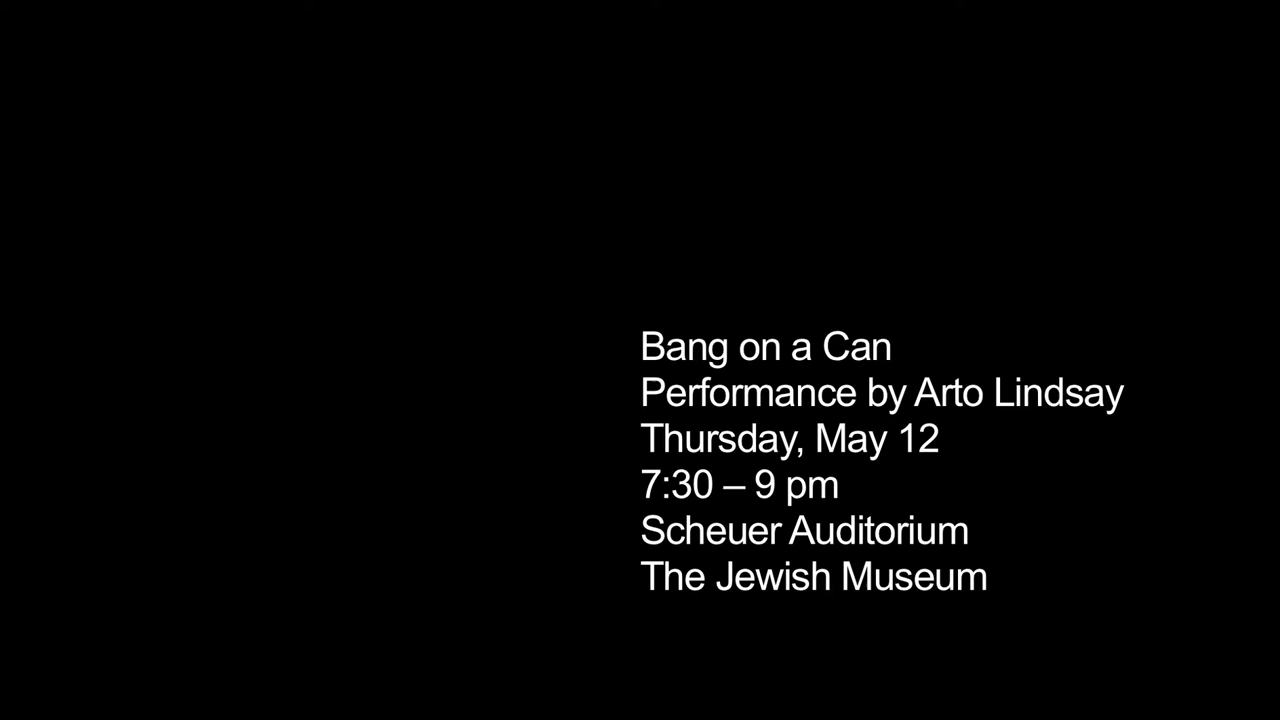 Bang on a Can
Performance by Arto Lindsay
Thursday, May 12
7:30 – 9 pm
Scheuer Auditorium
The Jewish Museum